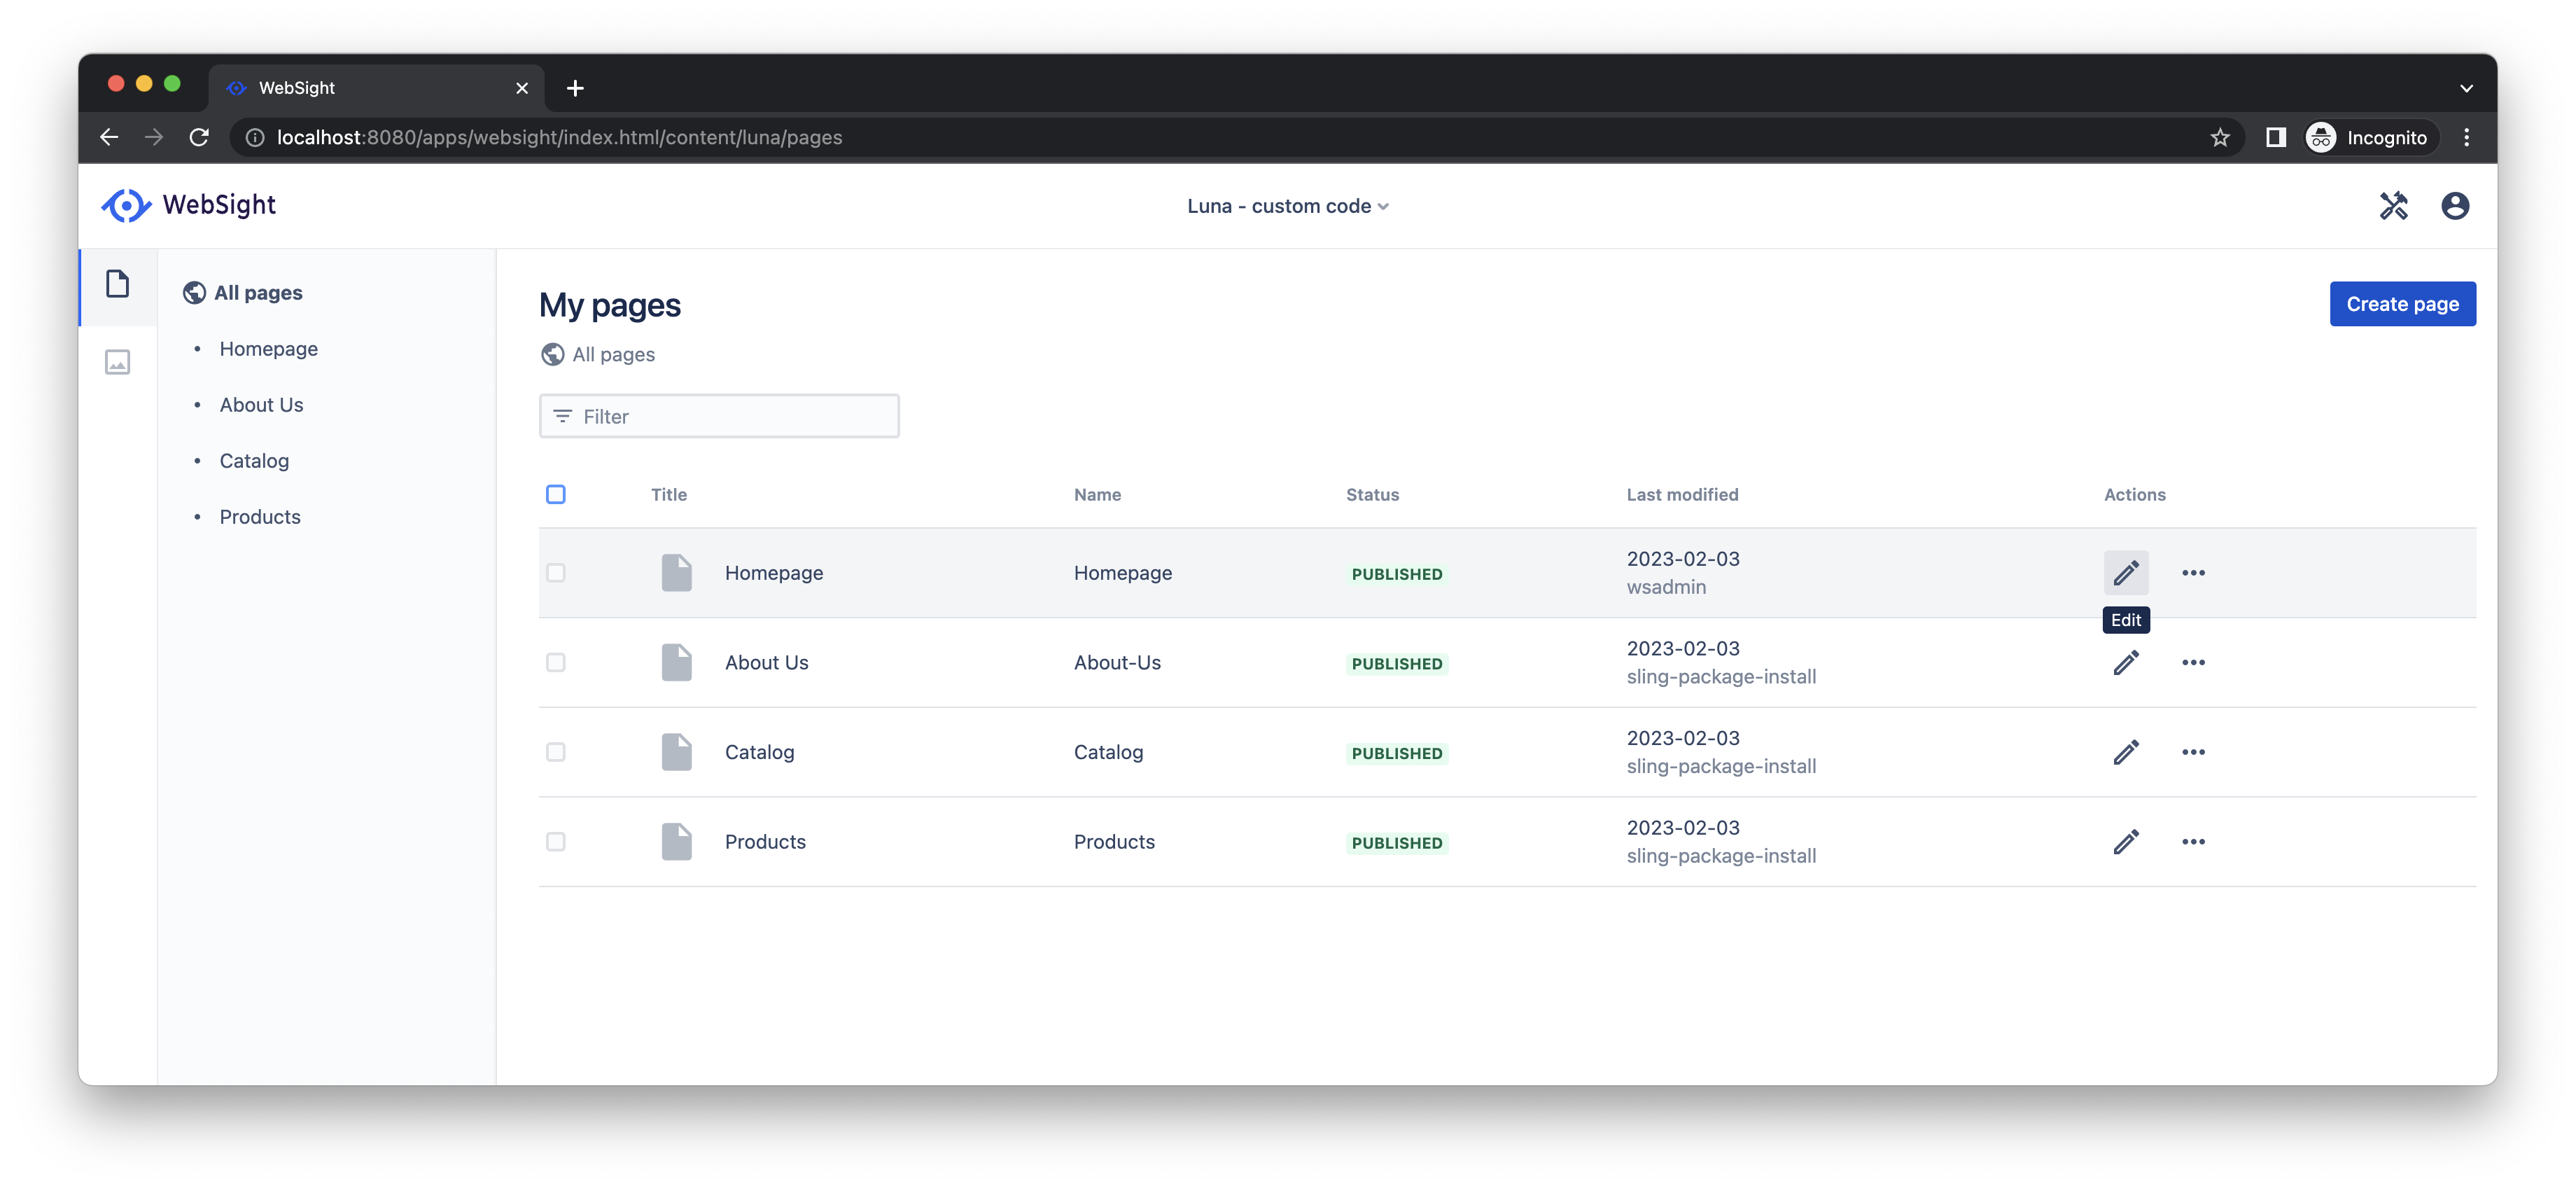 WebSight
localhost:8080/apps/websight/index.html/content/luna/pages
Incognito
WebSight
Luna - custom code
All pages
Homepage
About Us
Catalog
Products
My pages
Create page
All pages
Filter
Title Name Status Last modified Actions
Homepage Homepage PUBLISHED 2023-02-03
wsadmin
Edit
About Us About-Us PUBLISHED 2023-02-03
sling-package-install
Catalog Catalog PUBLISHED 2023-02-03
sling-package-install
Products Products PUBLISHED 2023-02-03
sling-package-install